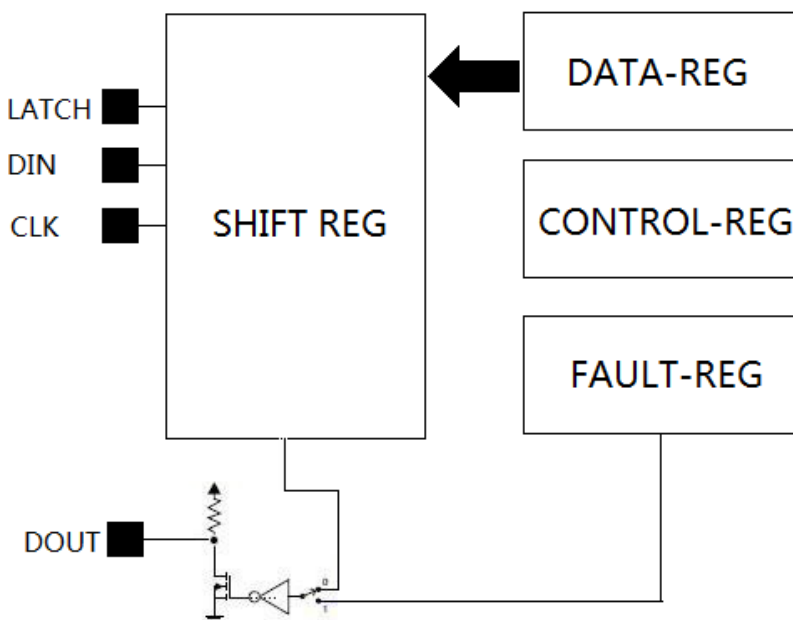 DATA-REG
LATCH
DIN
CLK
SHIFT REG
CONTROL-REG
FAULT-REG
DOUT
0
1